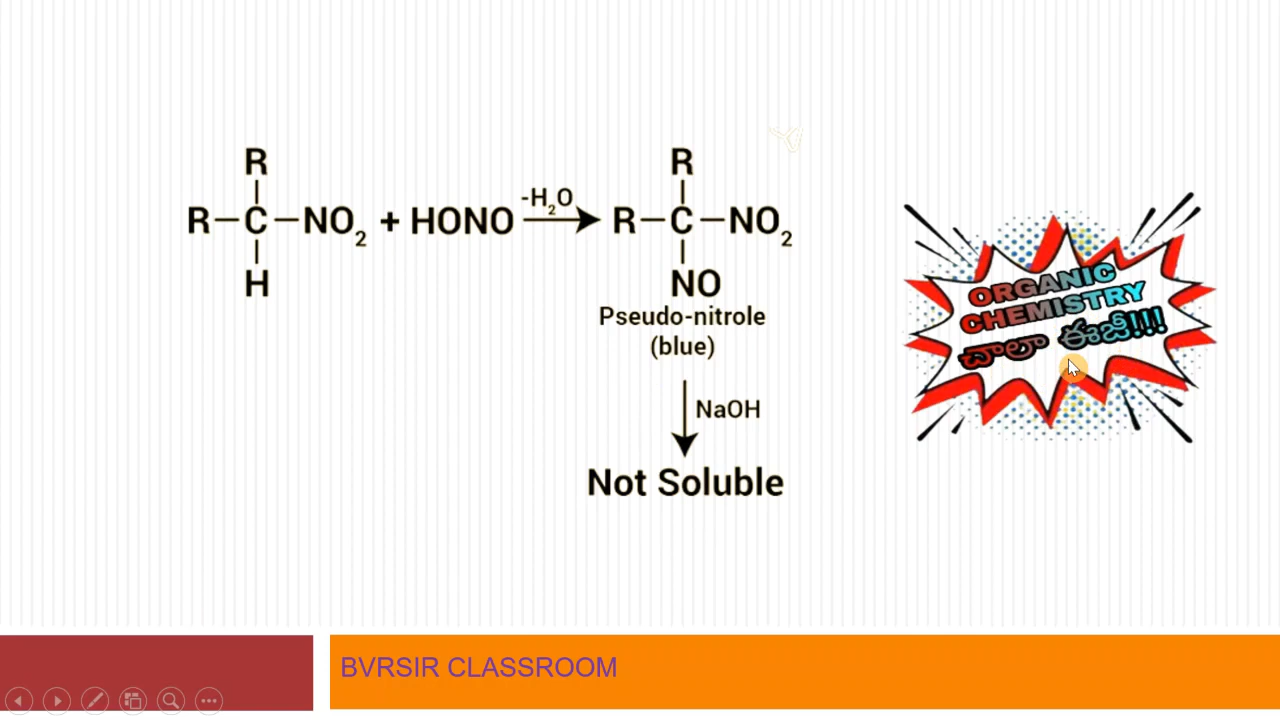 R
R–C–NO₂ + HONO
H
-H₂O
R
R–C–NO₂
NO
Pseudo-nitrole
(blue)
NaOH
Not Soluble
ORGANIC
CHEMISTRY
చాలా ఈజీ!!!
BVRSIR CLASSROOM